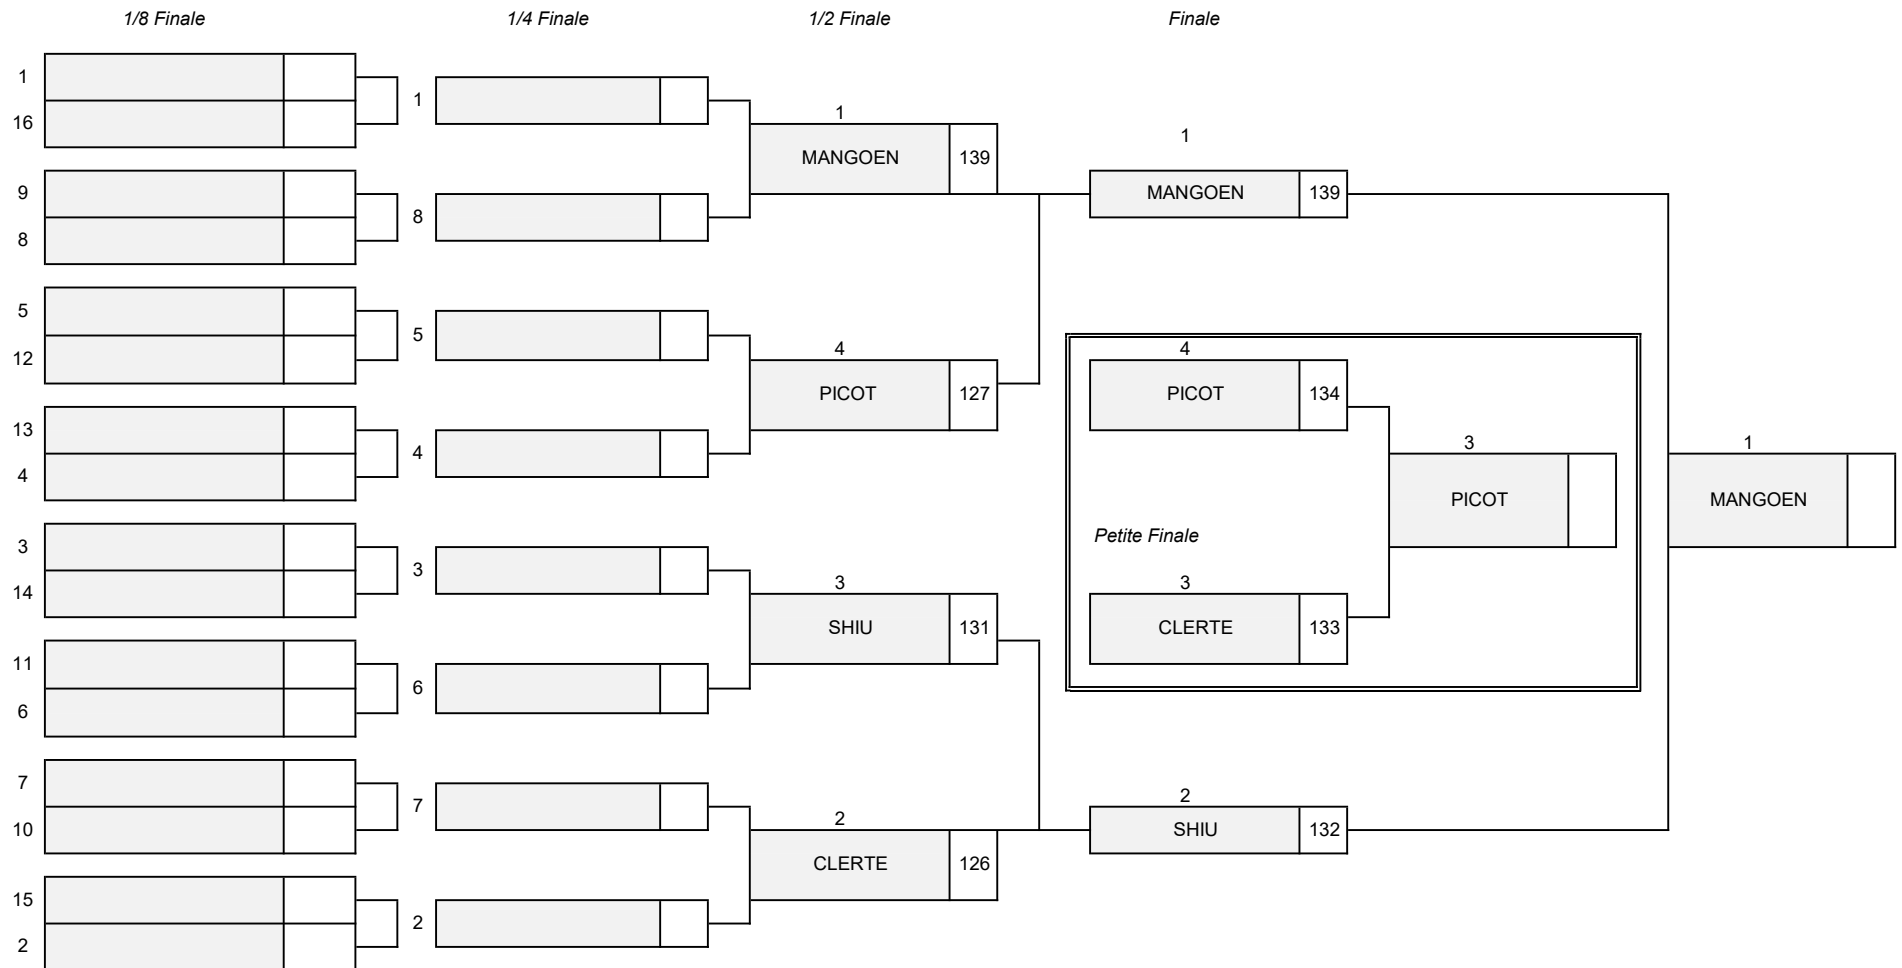 1/8 Finale 1/4 Finale 1/2 Finale Finale
1
16
9
8
5
12
13
4
3
14
11
6
7
10
15
2
1
8
5
4
3
6
7
2
1
MANGOEN 139
4
PICOT 127
3
SHIU 131
2
CLERTE 126
1
MANGOEN 139
4
PICOT 134
Petite Finale
3
CLERTE 133
3
PICOT
2
SHIU 132
1
MANGOEN